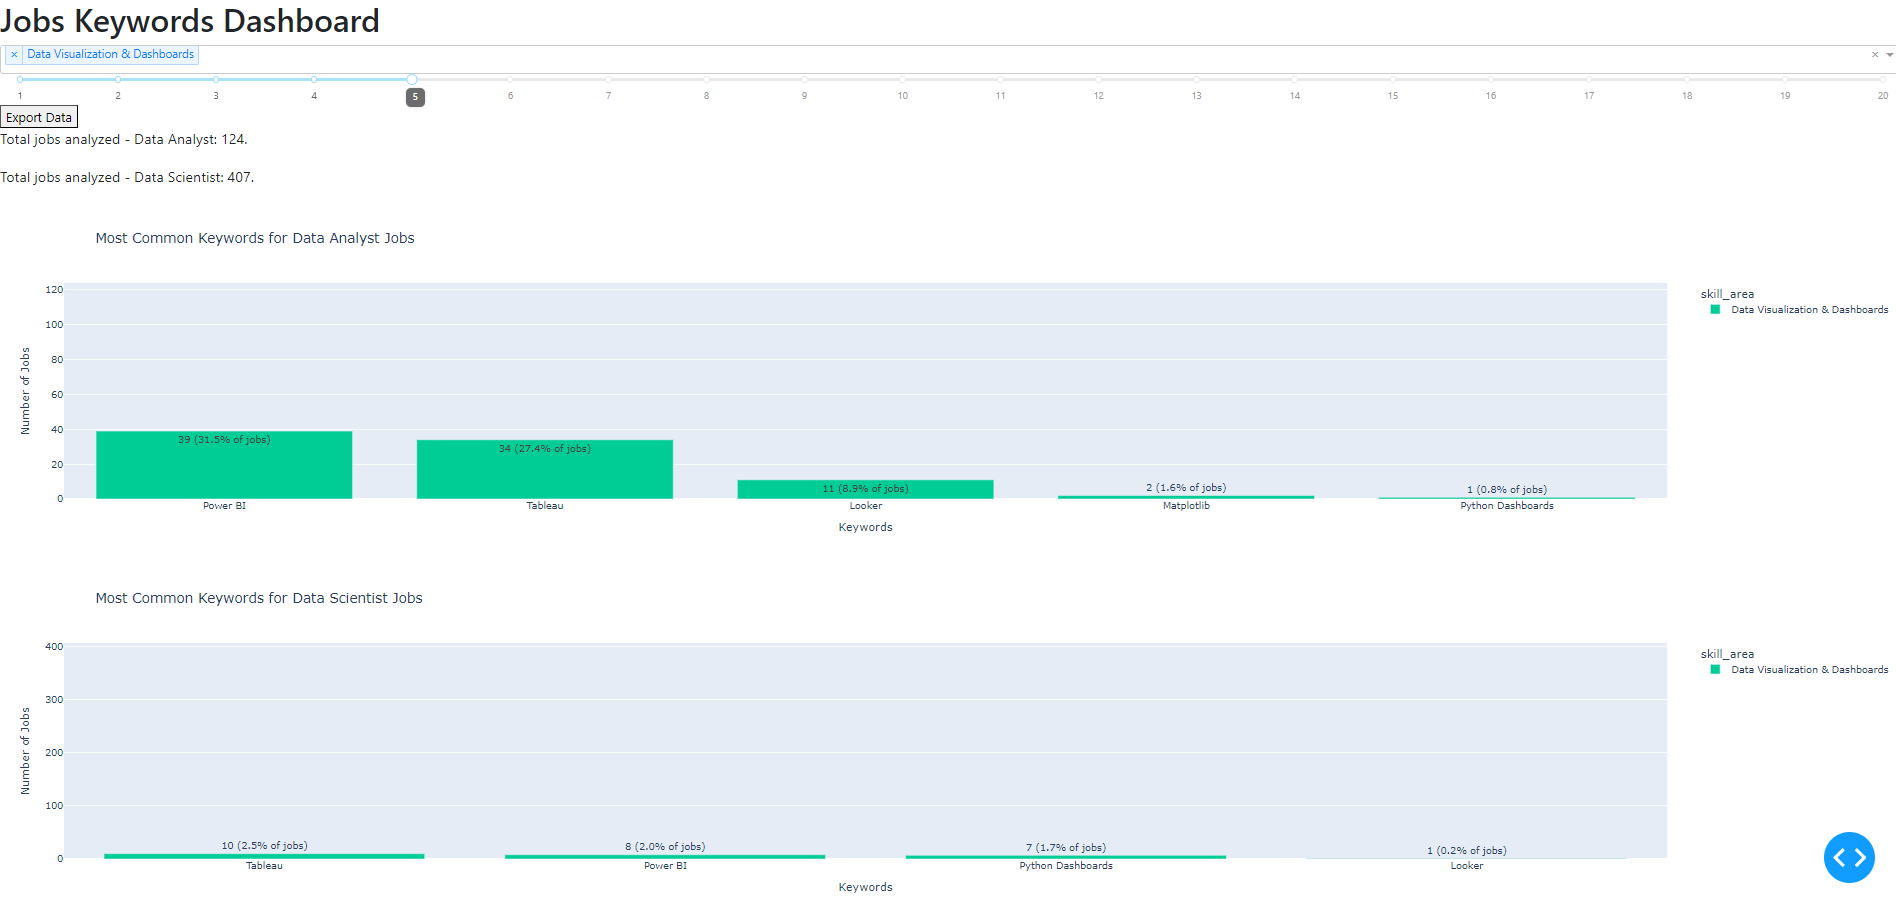 Jobs Keywords Dashboard
× Data Visualization & Dashboards ×
1 2 3 4 5 6 7 8 9 10 11 12 13 14 15 16 17 18 19 20
Export Data
Total jobs analyzed - Data Analyst: 124.
Total jobs analyzed - Data Scientist: 407.
Most Common Keywords for Data Analyst Jobs
Number of Jobs
120
100
80
60
40
20
0
39 (31.5% of jobs)
34 (27.4% of jobs)
11 (8.9% of jobs)
2 (1.6% of jobs)
1 (0.8% of jobs)
Power BI Tableau Looker Matplotlib Python Dashboards
Keywords
skill_area
Data Visualization & Dashboards
Most Common Keywords for Data Scientist Jobs
Number of Jobs
400
300
200
100
0
10 (2.5% of jobs)
8 (2.0% of jobs)
7 (1.7% of jobs)
1 (0.2% of jobs)
Tableau Power BI Python Dashboards Looker
Keywords
skill_area
Data Visualization & Dashboards